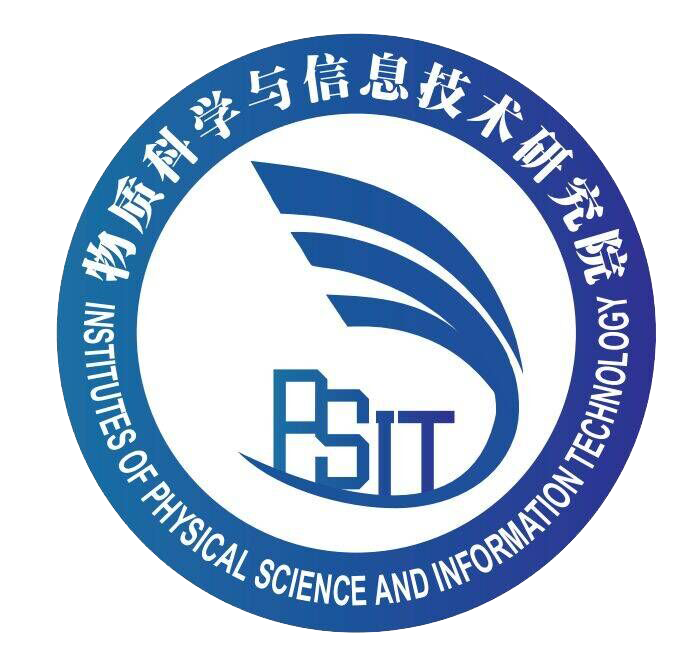 物质科学与信息技术研究院
PSIT
INSTITUTES OF PHYSICAL SCIENCE AND INFORMATION TECHNOLOGY